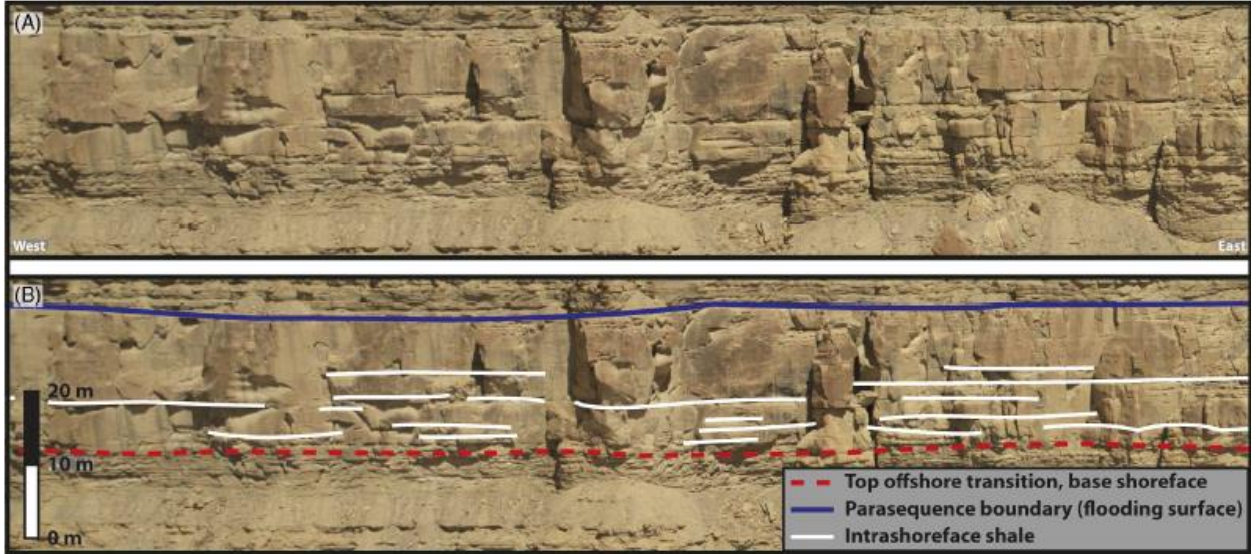 (A)
West
East
(B)
20 m
10 m
0 m
Top offshore transition, base shoreface
Parasequence boundary (flooding surface)
Intrashoreface shale